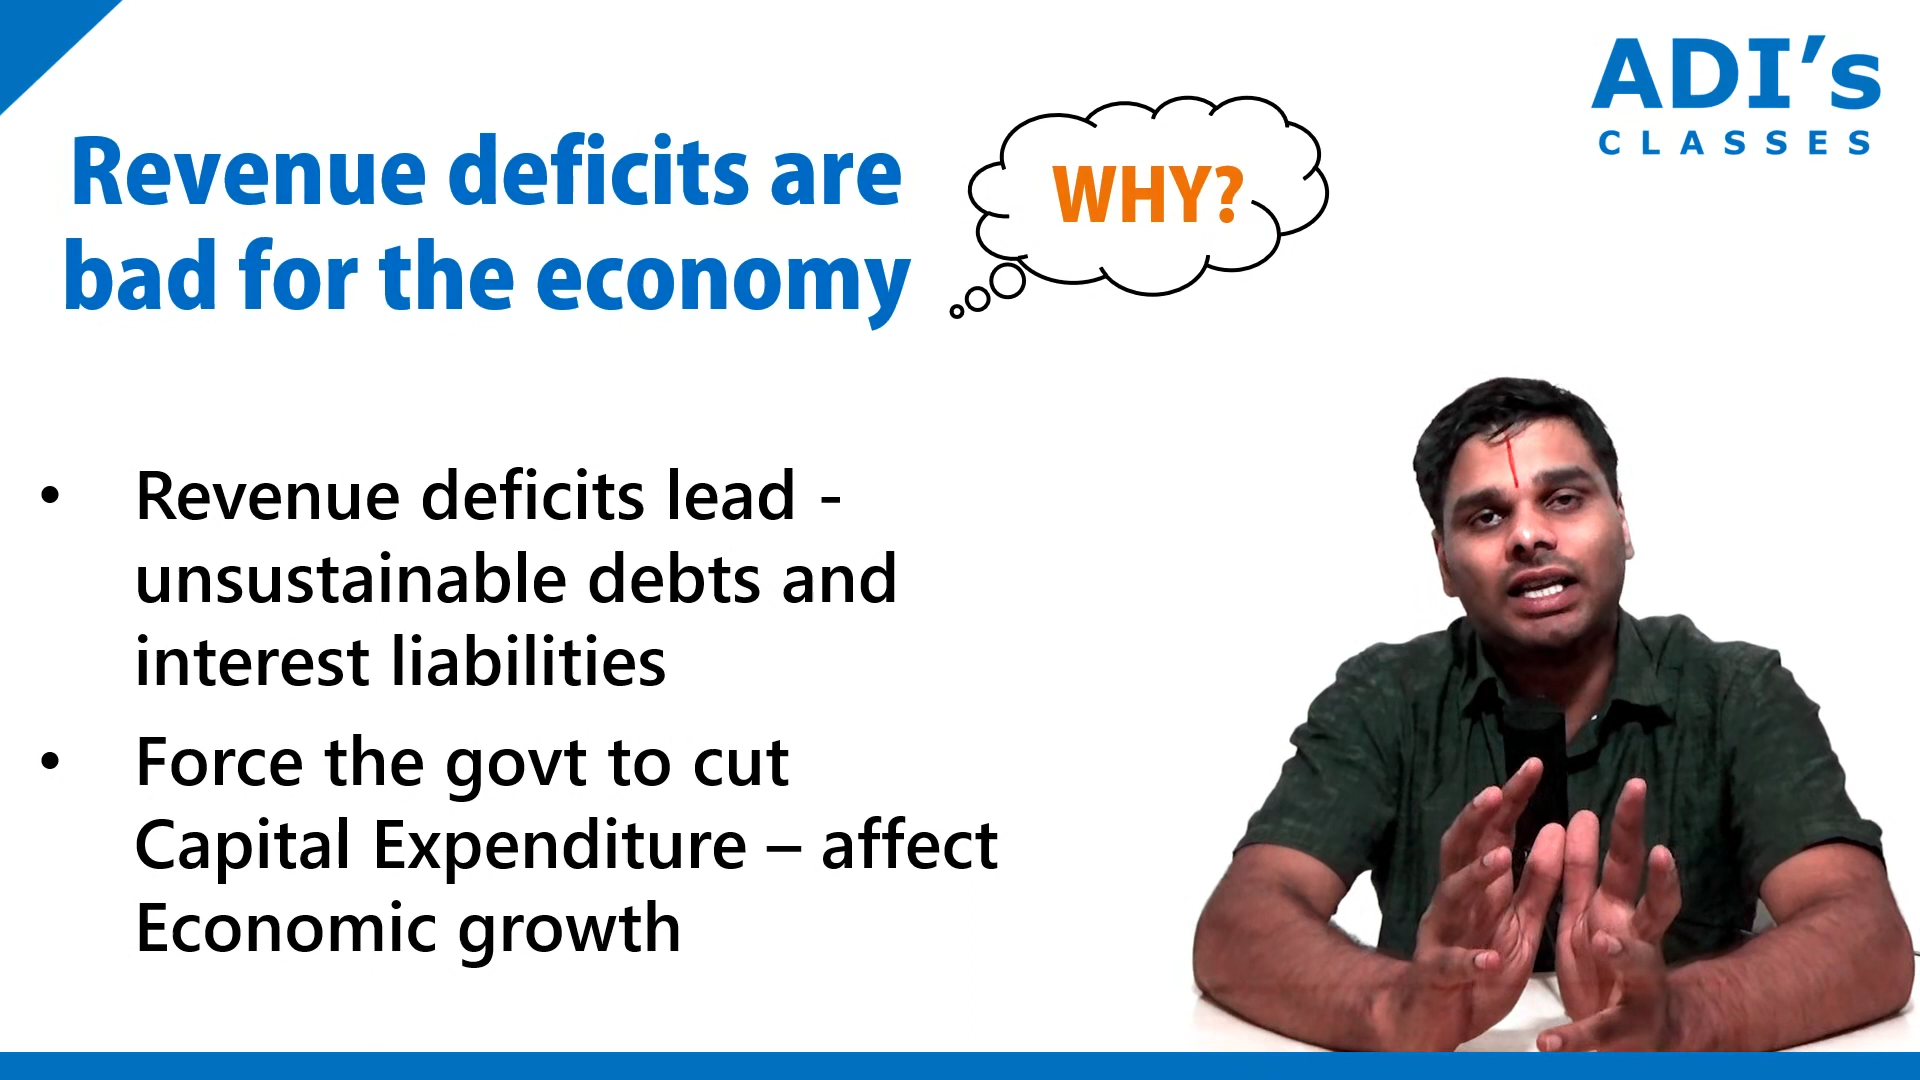 ADI's
CLASSES
Revenue deficits are
bad for the economy
WHY?
• Revenue deficits lead -
unsustainable debts and
interest liabilities
• Force the govt to cut
Capital Expenditure – affect
Economic growth